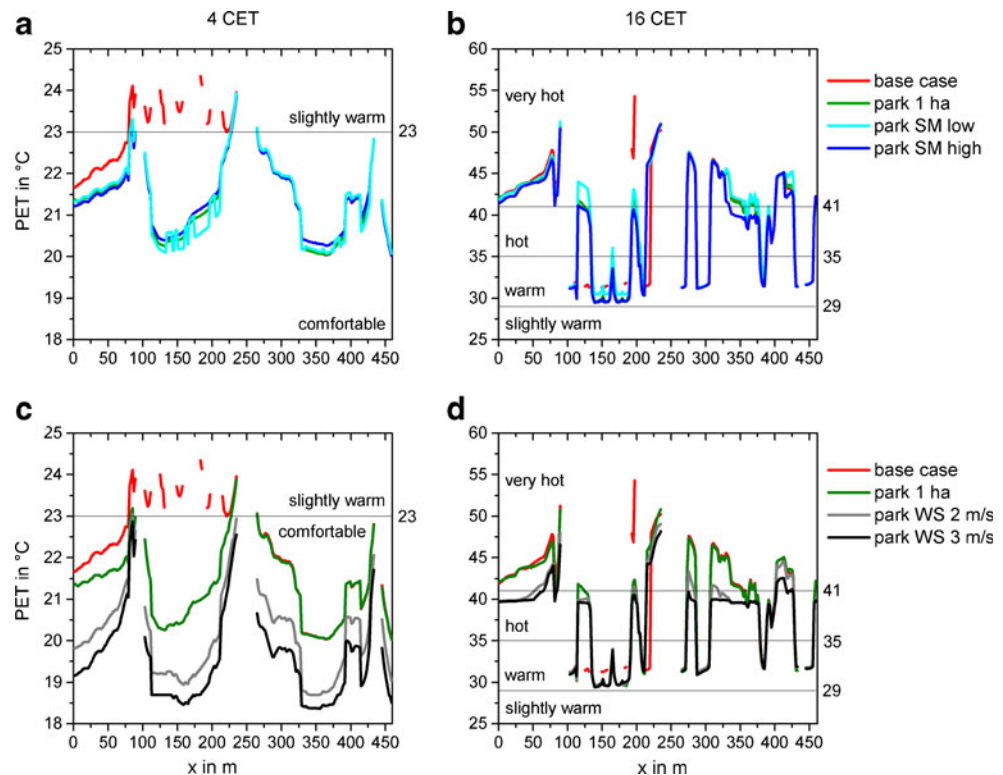 a
4 CET
PET in °C
25
24
23
22
21
20
19
18
slightly warm
23
comfortable
0 50 100 150 200 250 300 350 400 450
b
16 CET
60
55
50
45
40
35
30
25
very hot
41
hot
35
warm
29
slightly warm
0 50 100 150 200 250 300 350 400 450
base case
park 1 ha
park SM low
park SM high
c
PET in °C
25
24
23
22
21
20
19
18
slightly warm
23
comfortable
0 50 100 150 200 250 300 350 400 450
x in m
d
60
55
50
45
40
35
30
25
very hot
41
hot
35
warm
29
slightly warm
0 50 100 150 200 250 300 350 400 450
x in m
base case
park 1 ha
park WS 2 m/s
park WS 3 m/s